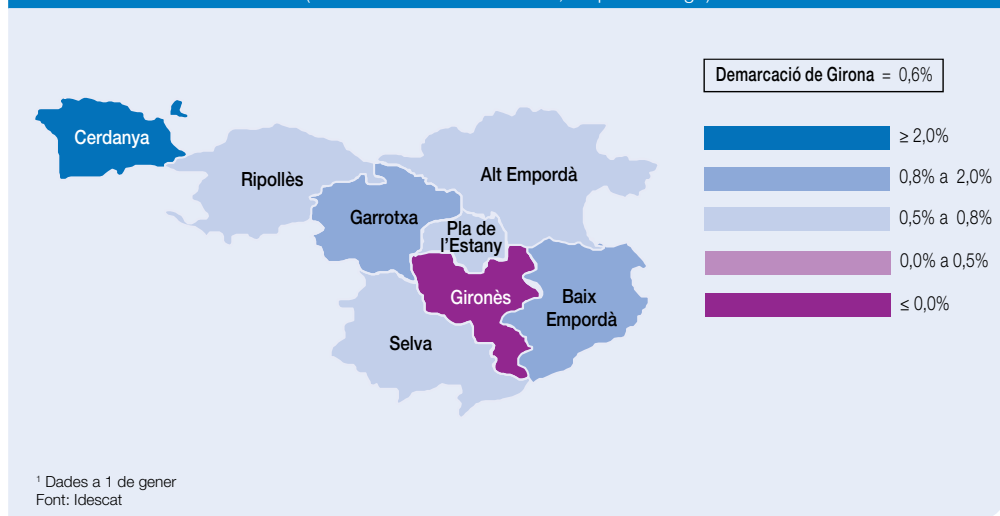 Demarcació de Girona = 0,6%
Cerdanya
≥ 2,0%
Ripollès
Alt Empordà
0,8% a 2,0%
Garrotxa
0,5% a 0,8%
Pla de
l'Estany
0,0% a 0,5%
Gironès
Baix
Empordà
≤ 0,0%
Selva
¹ Dades a 1 de gener
Font: Idescat